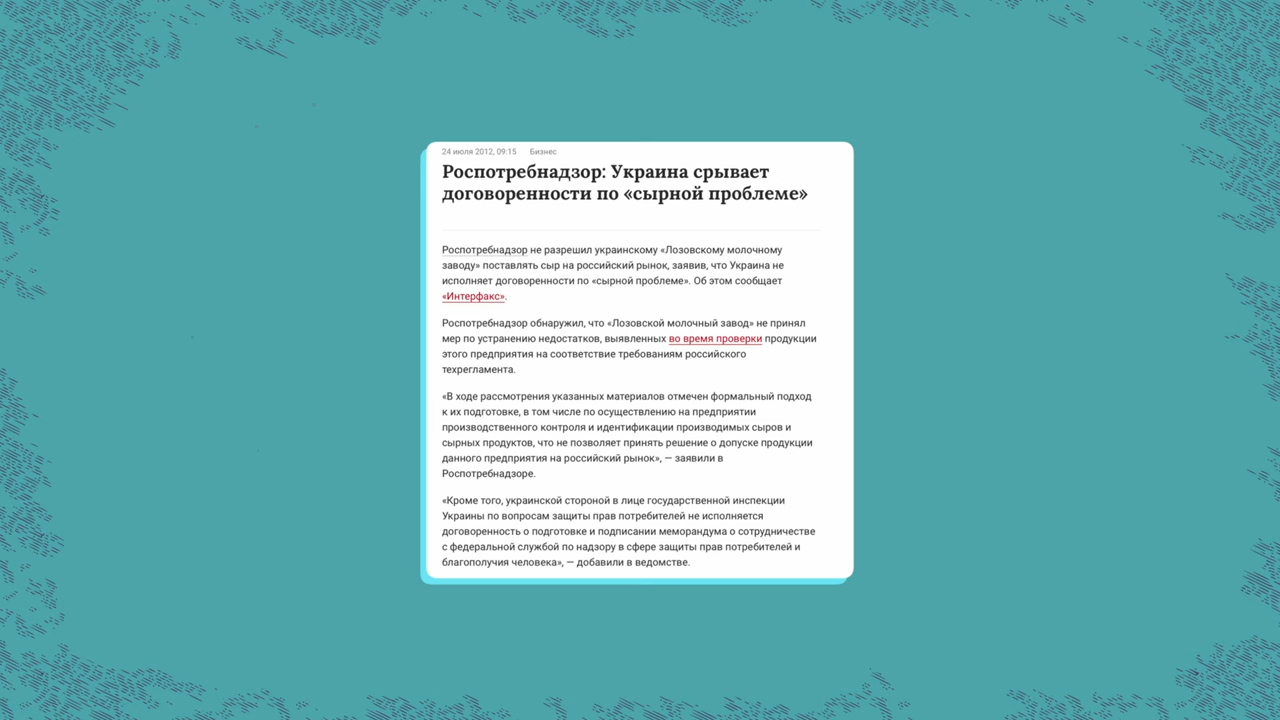 24 июля 2012, 09:15 Бизнес
Роспотребнадзор: Украина срывает
договоренности по «сырной проблеме»
Роспотребнадзор не разрешил украинскому «Лозовскому молочному
заводу» поставлять сыр на российский рынок, заявив, что Украина не
исполняет договоренности по «сырной проблеме». Об этом сообщает
«Интерфакс».
Роспотребнадзор обнаружил, что «Лозовской молочный завод» не принял
мер по устранению недостатков, выявленных во время проверки продукции
этого предприятия на соответствие требованиям российского
техрегламента.
«В ходе рассмотрения указанных материалов отмечен формальный подход
к их подготовке, в том числе по осуществлению на предприятии
производственного контроля и идентификации производимых сыров и
сырных продуктов, что не позволяет принять решение о допуске продукции
данного предприятия на российский рынок», — заявили в
Роспотребнадзоре.
«Кроме того, украинской стороной в лице государственной инспекции
Украины по вопросам защиты прав потребителей не исполняется
договоренность о подготовке и подписании меморандума о сотрудничестве
с федеральной службой по надзору в сфере защиты прав потребителей и
благополучия человека», — добавили в ведомстве.